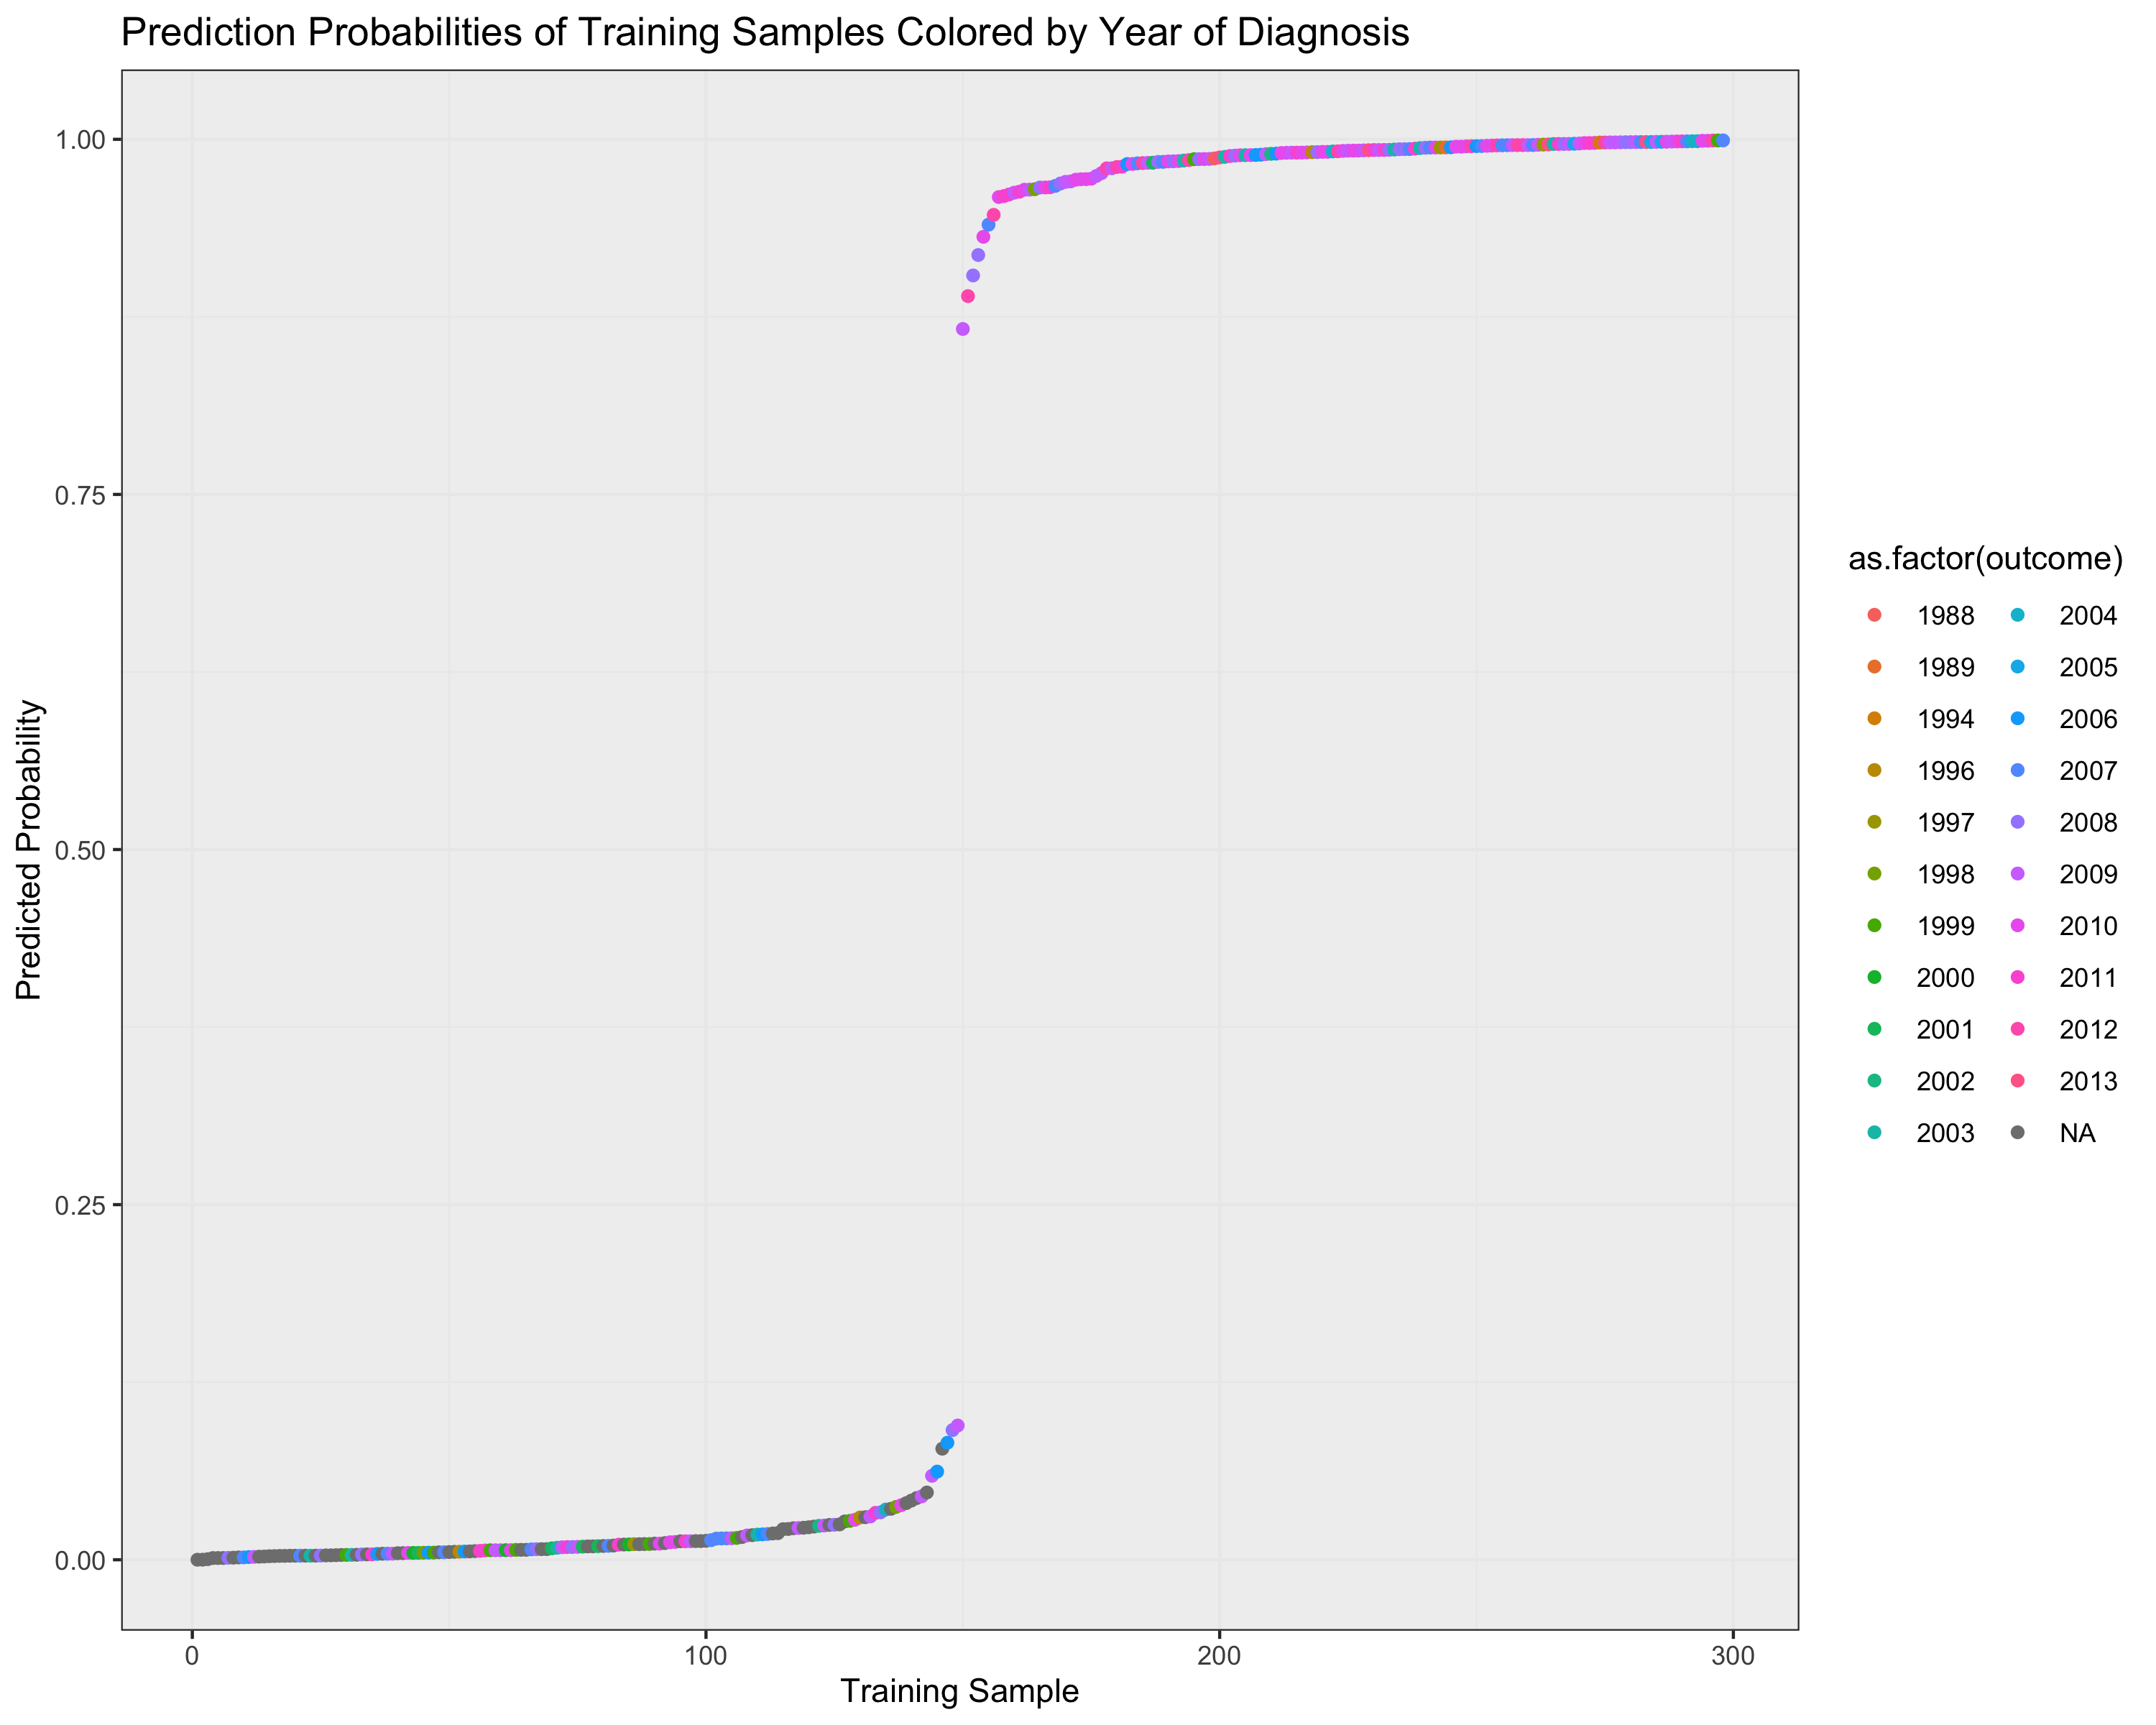 Prediction Probabilities of Training Samples Colored by Year of Diagnosis
1.00
0.75
0.50
0.25
0.00
Predicted Probability
0 100 200 300
Training Sample
as.factor(outcome)
1988 2004
1989 2005
1994 2006
1996 2007
1997 2008
1998 2009
1999 2010
2000 2011
2001 2012
2002 2013
2003 NA